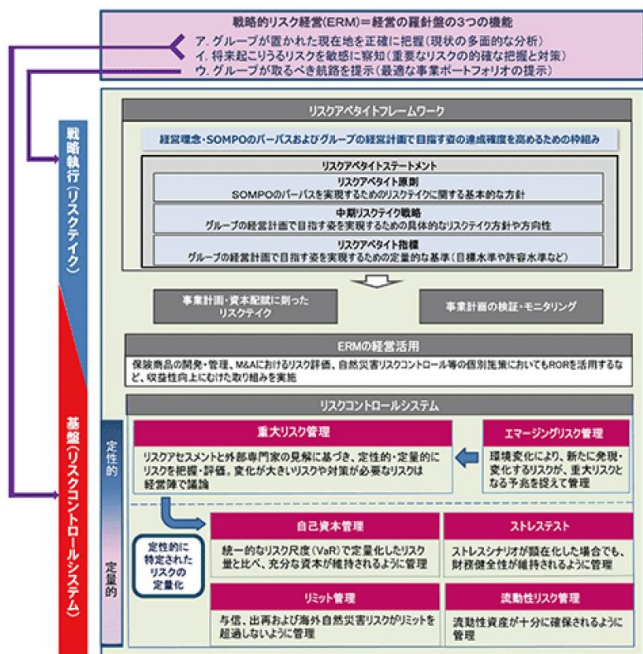 戦略的リスク経営(ERM)=経営の羅針盤の3つの機能
ア. グループが置かれた現在地を正確に把握(現状の多面的な分析)
イ. 将来起こりうるリスクを敏感に察知(重要なリスクの的確な把握と対策)
ウ. グループが取るべき航路を提示(最適な事業ポートフォリオの提示)
戦略執行(リスクテイク)
リスクアペタイトフレームワーク
経営理念・SOMPOのパーパスおよびグループの経営計画で目指す姿の達成確度を高めるための枠組み
リスクアペタイトステートメント
リスクアペタイト原則
SOMPOのパーパスを実現するためのリスクテイクに関する基本的な方針
中期リスクテイク戦略
グループの経営計画で目指す姿を実現するための具体的なリスクテイク方針や方向性
リスクアペタイト指標
グループの経営計画で目指す姿を実現するための定量的な基準(目標水準や許容水準など)
事業計画・資本配賦に則った
リスクテイク
事業計画の検証・モニタリング
ERMの経営活用
保険商品の開発・管理、M&Aにおけるリスク評価、自然災害リスクコントロール等の個別施策においてもRORを活用するな
ど、収益性向上にむけた取り組みを実施
基盤(リスクコントロールシステム)
リスクコントロールシステム
定性的
重大リスク管理
リスクアセスメントと外部専門家の見解に基づき、定性的・定量的に
リスクを把握・評価。変化が大きいリスクや対策が必要なリスクは
経営陣で議論
エマージングリスク管理
環境変化により、新たに発現・
変化するリスクが、重大リスクと
なる予兆を捉えて管理
定量的
定性的に
特定された
リスクの
定量化
自己資本管理
統一的なリスク尺度(VaR)で定量化したリスク
量と比べ、充分な資本が維持されるように管理
ストレステスト
ストレスシナリオが顕在化した場合でも、
財務健全性が維持されるように管理
リミット管理
与信、出再および海外自然災害リスクがリミットを
超過しないように管理
流動性リスク管理
流動性資産が十分に確保されるように
管理